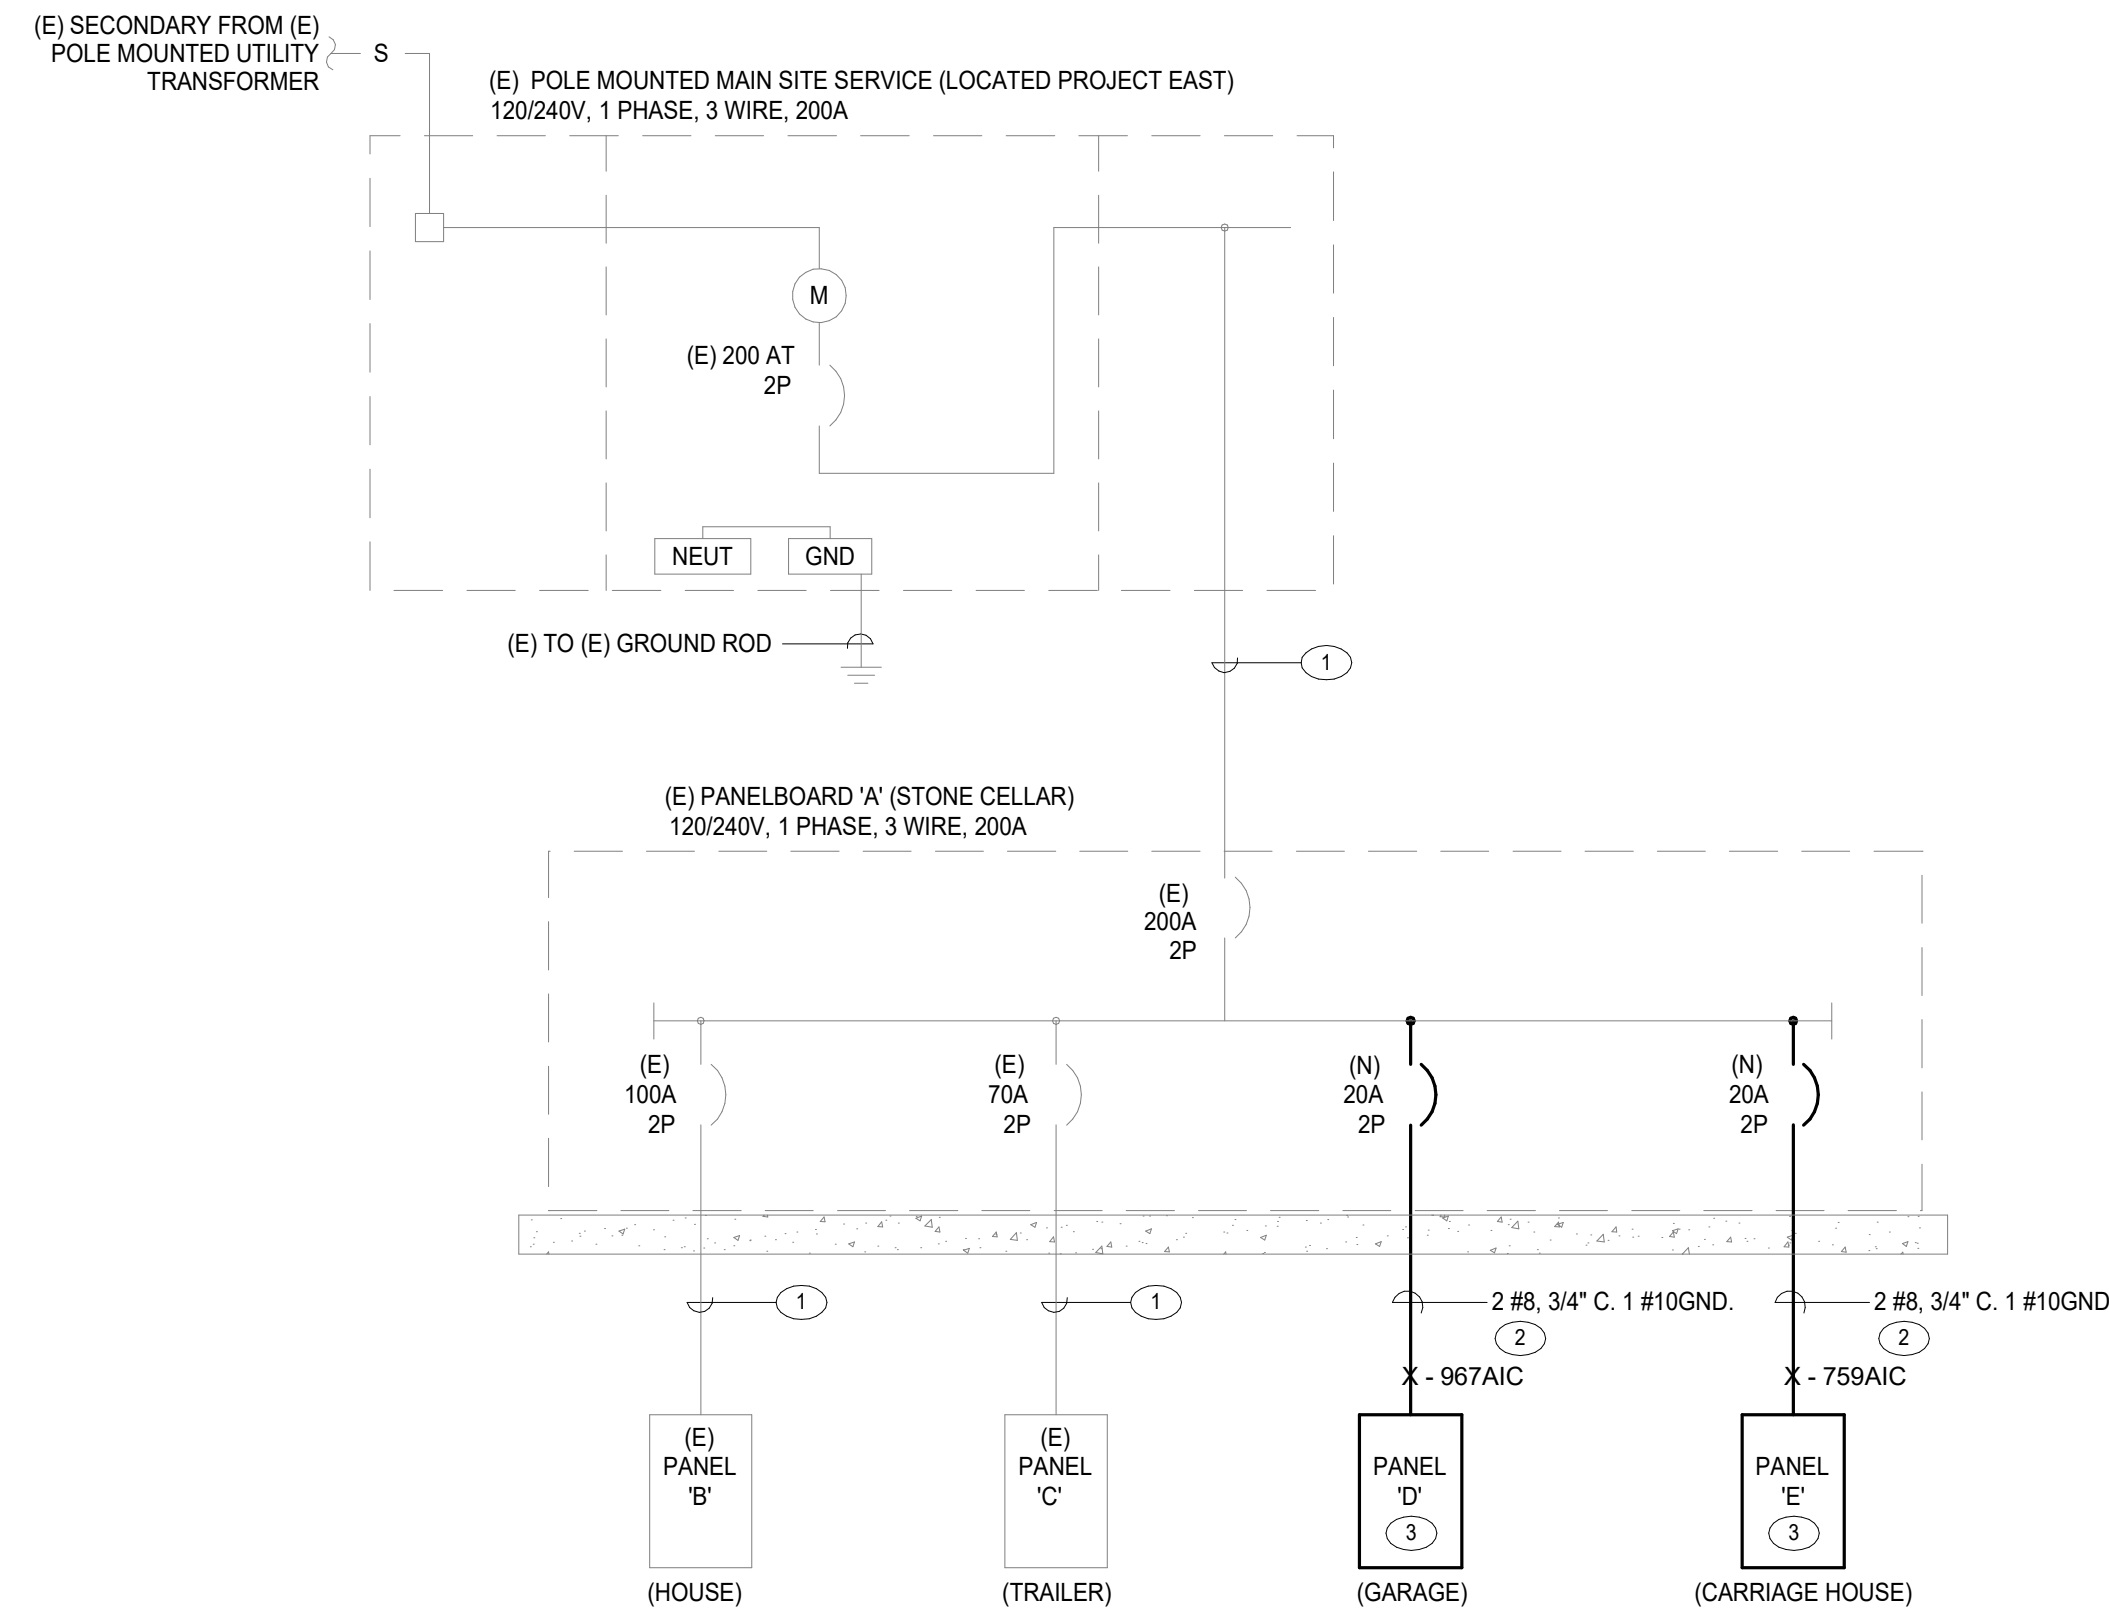 (E) SECONDARY FROM (E)
POLE MOUNTED UTILITY
TRANSFORMER
S
(E) POLE MOUNTED MAIN SITE SERVICE (LOCATED PROJECT EAST)
120/240V, 1 PHASE, 3 WIRE, 200A
M
(E) 200 AT
2P
NEUT
GND
(E) TO (E) GROUND ROD
1
(E) PANELBOARD 'A' (STONE CELLAR)
120/240V, 1 PHASE, 3 WIRE, 200A
(E)
200A
2P
(E)
100A
2P
(E)
70A
2P
(N)
20A
2P
(N)
20A
2P
1
1
2 #8, 3/4" C. 1 #10GND.
2
2 #8, 3/4" C. 1 #10GND
2
X - 967AIC
X - 759AIC
(E)
PANEL
'B'
(HOUSE)
(E)
PANEL
'C'
(TRAILER)
PANEL
'D'
3
(GARAGE)
PANEL
'E'
3
(CARRIAGE HOUSE)